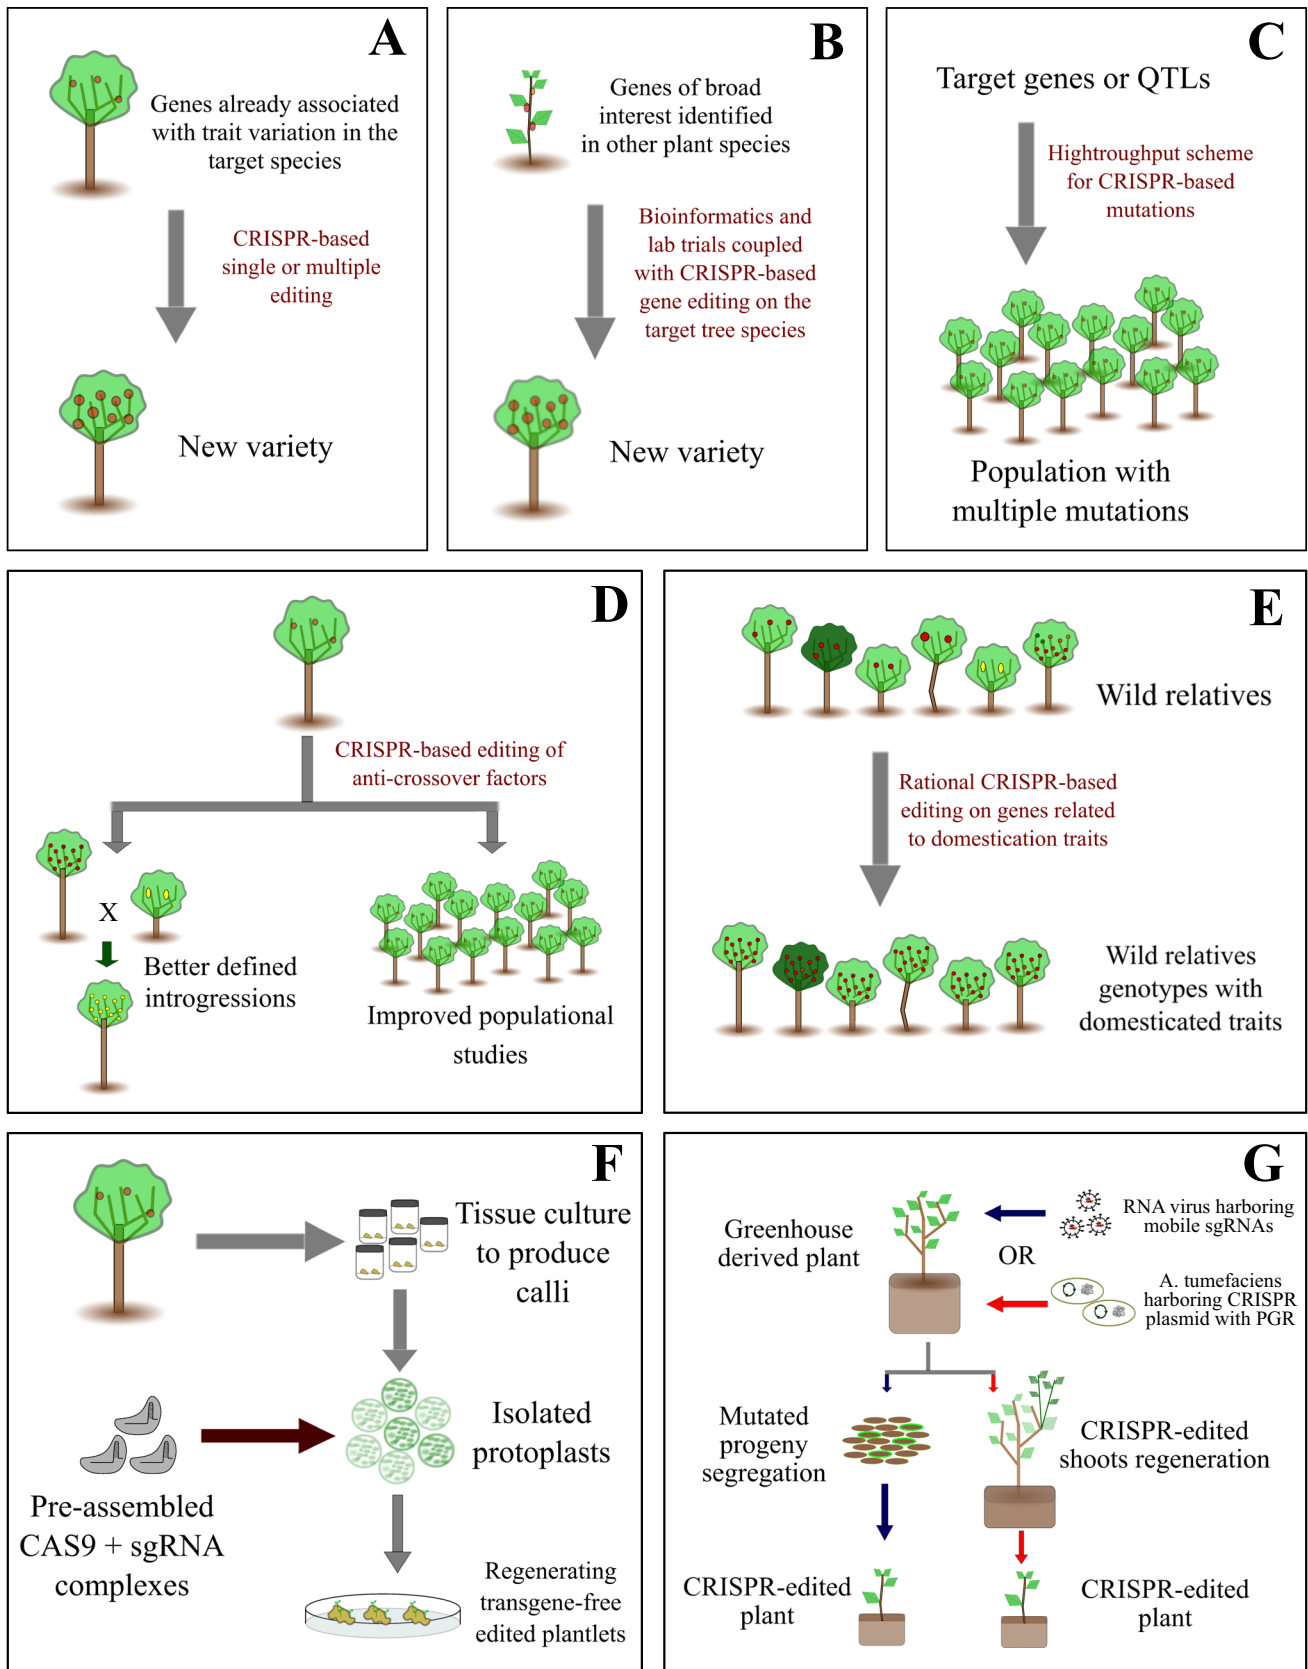 A
Genes already associated
with trait variation in the
target species
CRISPR-based
single or multiple
editing
New variety
B
Genes of broad
interest identified
in other plant species
Bioinformatics and
lab trials coupled
with CRISPR-based
gene editing on the
target tree species
New variety
C
Target genes or QTLs
Hightroughput scheme
for CRISPR-based
mutations
Population with
multiple mutations
D
CRISPR-based editing of
anti-crossover factors
X
Better defined
introgressions
Improved populational
studies
E
Wild relatives
Rational CRISPR-based
editing on genes related
to domestication traits
Wild relatives
genotypes with
domesticated traits
F
Tissue culture
to produce
calli
Isolated
protoplasts
Pre-assembled
CAS9 + sgRNA
complexes
Regenerating
transgene-free
edited plantlets
G
Greenhouse
derived plant
RNA virus harboring
mobile sgRNAs
OR
A. tumefaciens
harboring CRISPR
plasmid with PGR
Mutated
progeny
segregation
CRISPR-edited
shoots regeneration
CRISPR-edited
plant
CRISPR-edited
plant